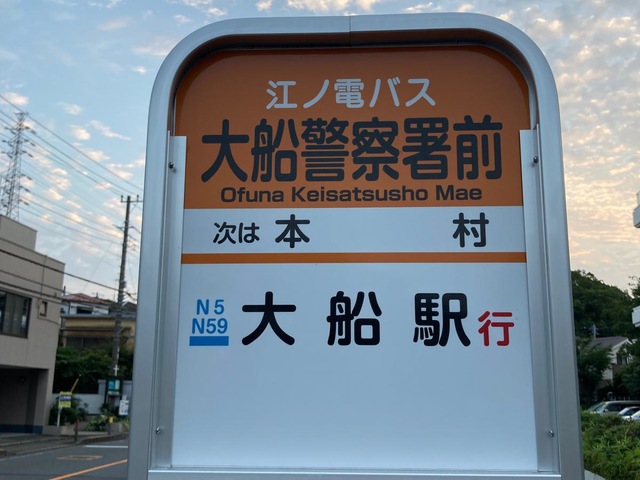 江ノ電バス
大船警察署前
Ofuna Keisatsusho Mae
次は 本村
N5
N59
大船駅行